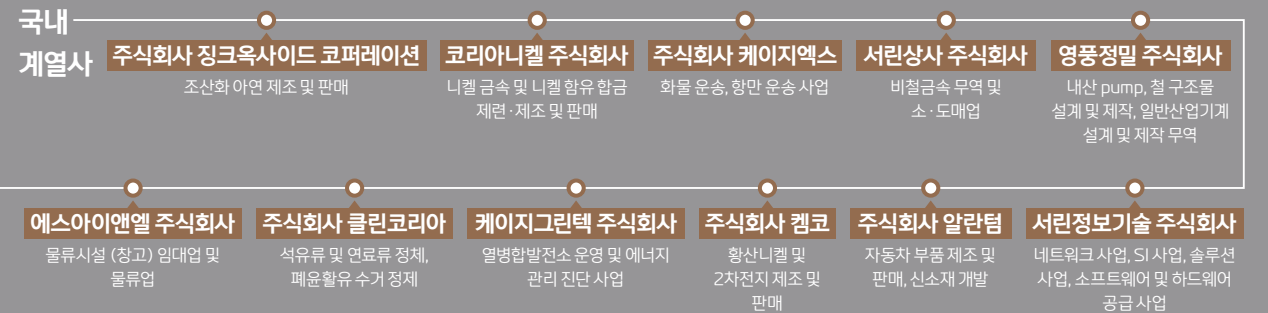 국내
계열사
주식회사 징크옥사이드 코퍼레이션
조산화 아연 제조 및 판매
코리아니켈 주식회사
니켈 금속 및 니켈 함유 합금
제련·제조 및 판매
주식회사 케이지엑스
화물 운송, 항만 운송 사업
서린상사 주식회사
비철금속 무역 및
소·도매업
영풍정밀 주식회사
내산 pump, 철 구조물
설계 및 제작, 일반산업기계
설계 및 제작 무역
에스아이앤엘 주식회사
물류시설 (창고) 임대업 및
물류업
주식회사 클린코리아
석유류 및 연료류 정체,
폐윤활유 수거 정제
케이지그린텍 주식회사
열병합발전소 운영 및 에너지
관리 진단 사업
주식회사 켐코
황산니켈 및
2차전지 제조 및
판매
주식회사 알란텀
자동차 부품 제조 및
판매, 신소재 개발
서린정보기술 주식회사
네트워크 사업, SI 사업, 솔루션
사업, 소프트웨어 및 하드웨어
공급 사업